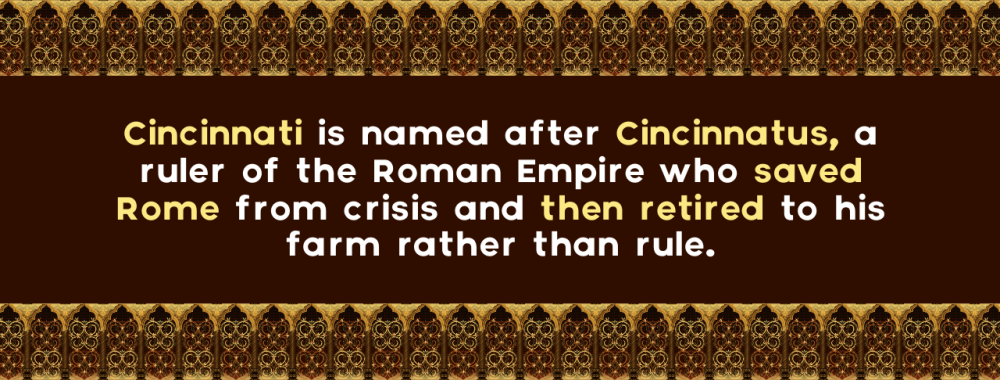 Cincinnati is named after Cincinnatus, a
ruler of the Roman Empire who saved
Rome from crisis and then retired to his
farm rather than rule.